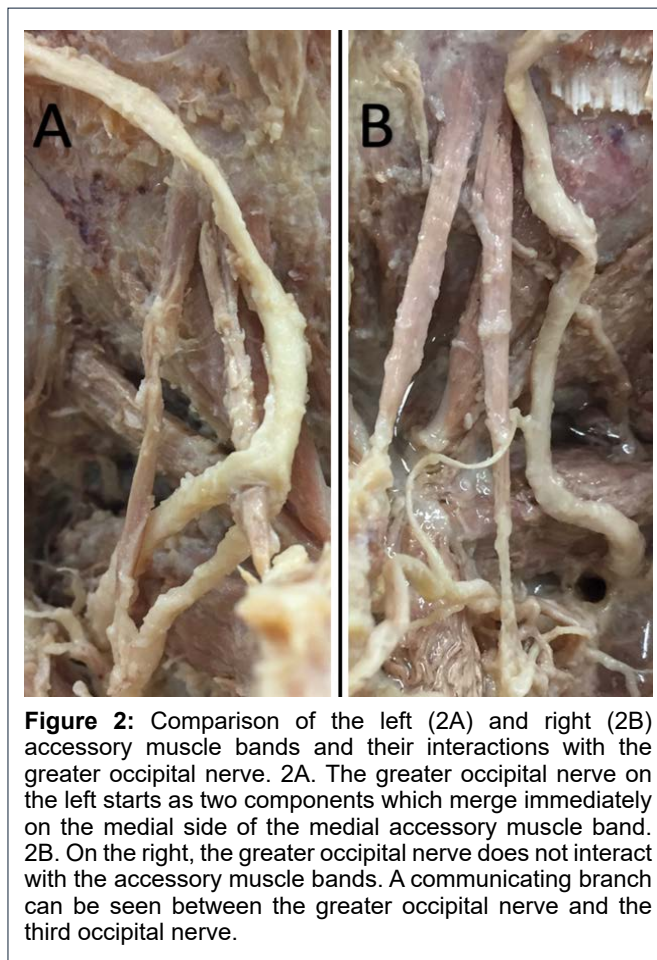 A
B
Figure 2: Comparison of the left (2A) and right (2B)
accessory muscle bands and their interactions with the
greater occipital nerve. 2A. The greater occipital nerve on
the left starts as two components which merge immediately
on the medial side of the medial accessory muscle band.
2B. On the right, the greater occipital nerve does not interact
with the accessory muscle bands. A communicating branch
can be seen between the greater occipital nerve and the
third occipital nerve.